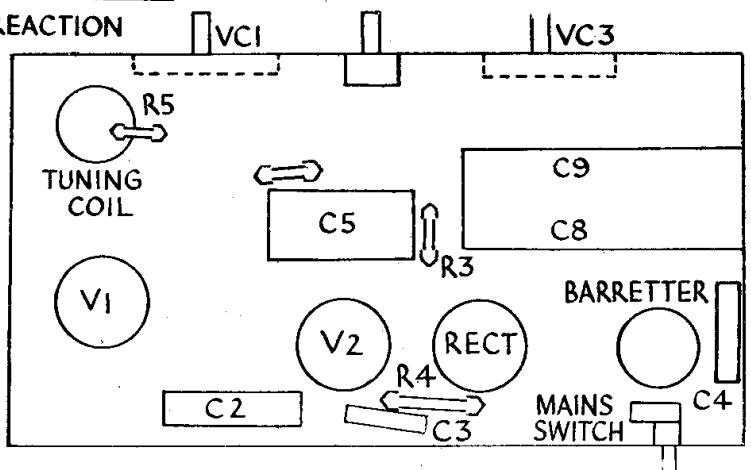 REACTION
VC1
VC3
R5
TUNING
COIL
C9
C5
C8
R3
V1
BARRETTER
V2
RECT
R4
C2
C3
MAINS
SWITCH
C4